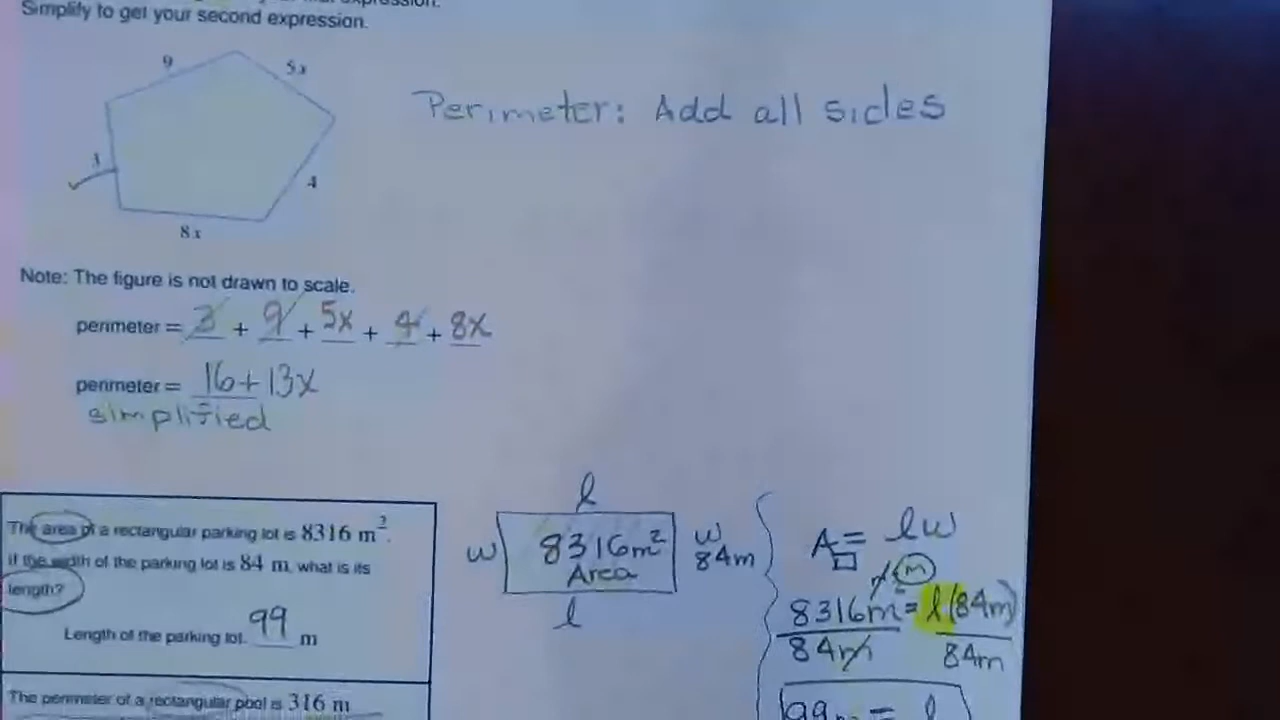 expression.
Simplify to get your second expression.
9
5x
Perimeter: Add all sides
3
4
8x
Note: The figure is not drawn to scale.
perimeter = 3 + 9 + 5x + 4 + 8x
perimeter = 16+13x
simplified
The area of a rectangular parking lot is 8316 m².
If the width of the parking lot is 84 m, what is its
length?
Length of the parking lot: 99 m
l
w 8316m² w
Area 84m
l
A = lw
m
8316m² = l(84m)
84m 84m
99m = l
The perimeter of a rectangular pool is 316 m